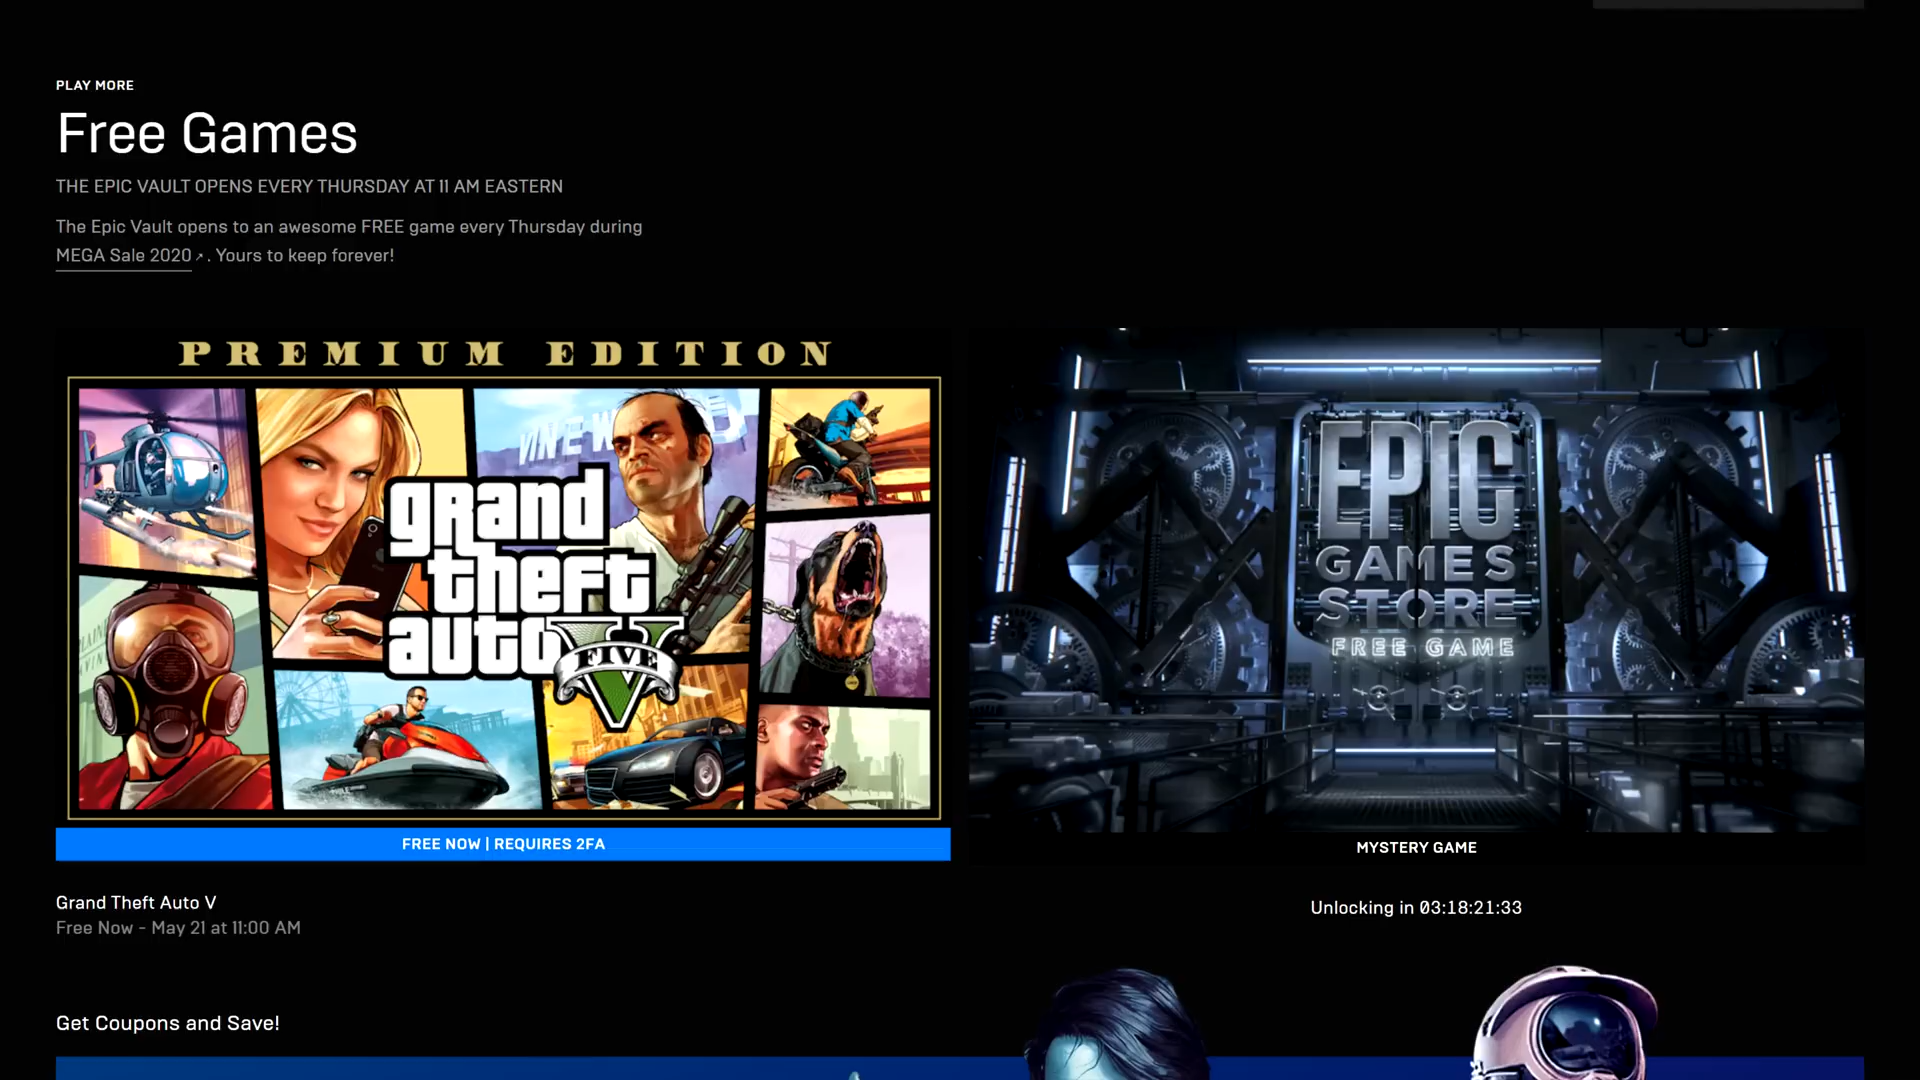 PLAY MORE
Free Games
THE EPIC VAULT OPENS EVERY THURSDAY AT 11 AM EASTERN
The Epic Vault opens to an awesome FREE game every Thursday during
MEGA Sale 2020↗. Yours to keep forever!
PREMIUM EDITION
VINEW
grand
theft
auto V
FIVE
EPIC
GAMES
STORE
FREE GAME
FREE NOW | REQUIRES 2FA
MYSTERY GAME
Grand Theft Auto V
Free Now - May 21 at 11:00 AM
Unlocking in 03:18:21:33
Get Coupons and Save!